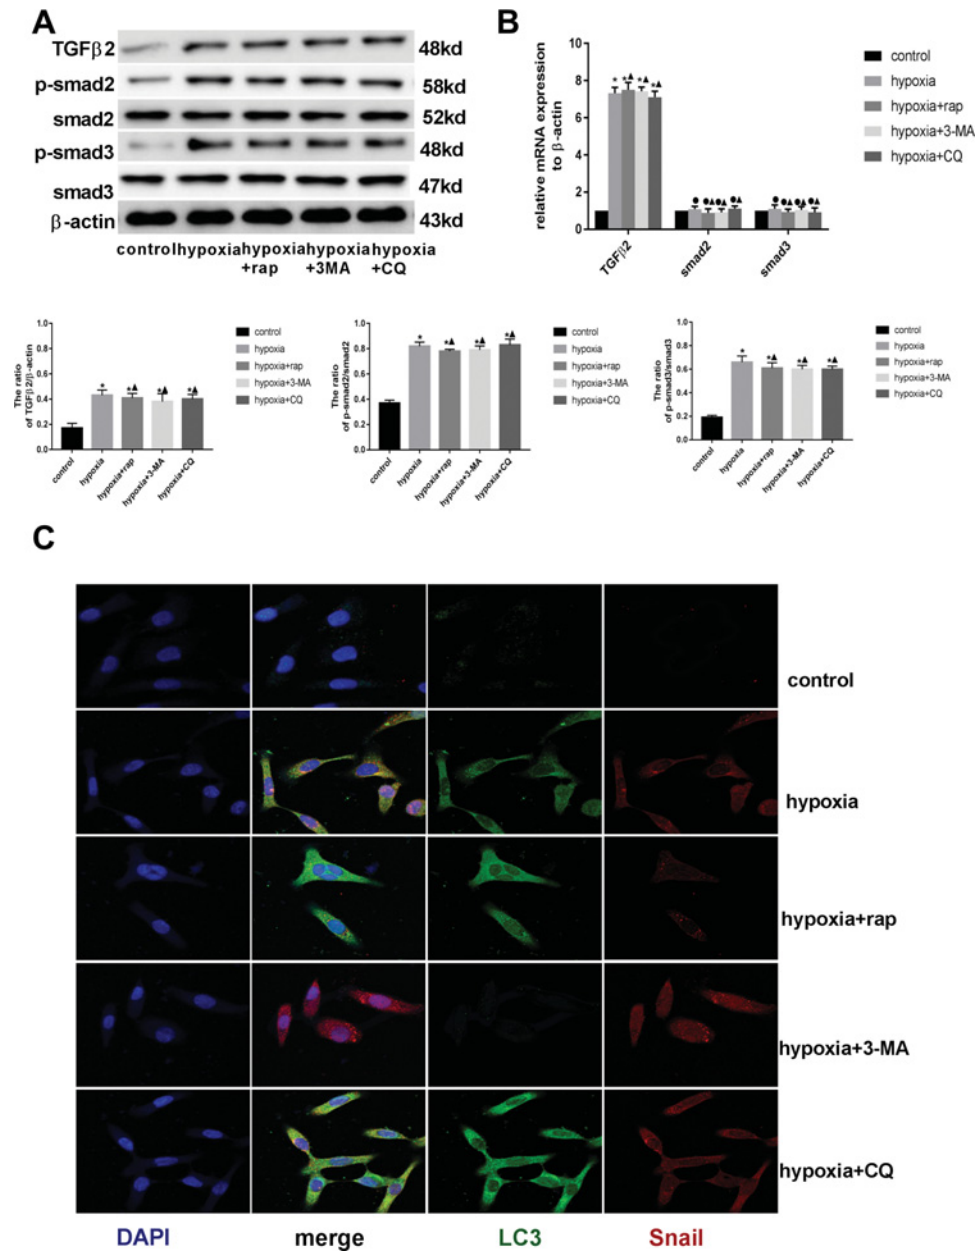 A
TGFβ2
48kd
p-smad2
58kd
smad2
52kd
p-smad3
48kd
smad3
47kd
β-actin
43kd
control hypoxia hypoxia hypoxia hypoxia
+rap +3MA +CQ
B
relative mRNA expression
to β-actin
10
8
6
4
2
0
TGFβ2
smad2
smad3
control
hypoxia
hypoxia+rap
hypoxia+3-MA
hypoxia+CQ
The ratio
of TGFβ2/β-actin
1.0
0.8
0.6
0.4
0.2
0.0
control
hypoxia
hypoxia+rap
hypoxia+3-MA
hypoxia+CQ
control
hypoxia
hypoxia+rap
hypoxia+3-MA
hypoxia+CQ
The ratio
of p-smad2/smad2
1.0
0.8
0.6
0.4
0.2
0.0
control
hypoxia
hypoxia+rap
hypoxia+3-MA
hypoxia+CQ
control
hypoxia
hypoxia+rap
hypoxia+3-MA
hypoxia+CQ
The ratio
of p-smad3/smad3
1.0
0.8
0.6
0.4
0.2
0.0
control
hypoxia
hypoxia+rap
hypoxia+3-MA
hypoxia+CQ
control
hypoxia
hypoxia+rap
hypoxia+3-MA
hypoxia+CQ
C
control
hypoxia
hypoxia+rap
hypoxia+3-MA
hypoxia+CQ
DAPI merge LC3 Snail